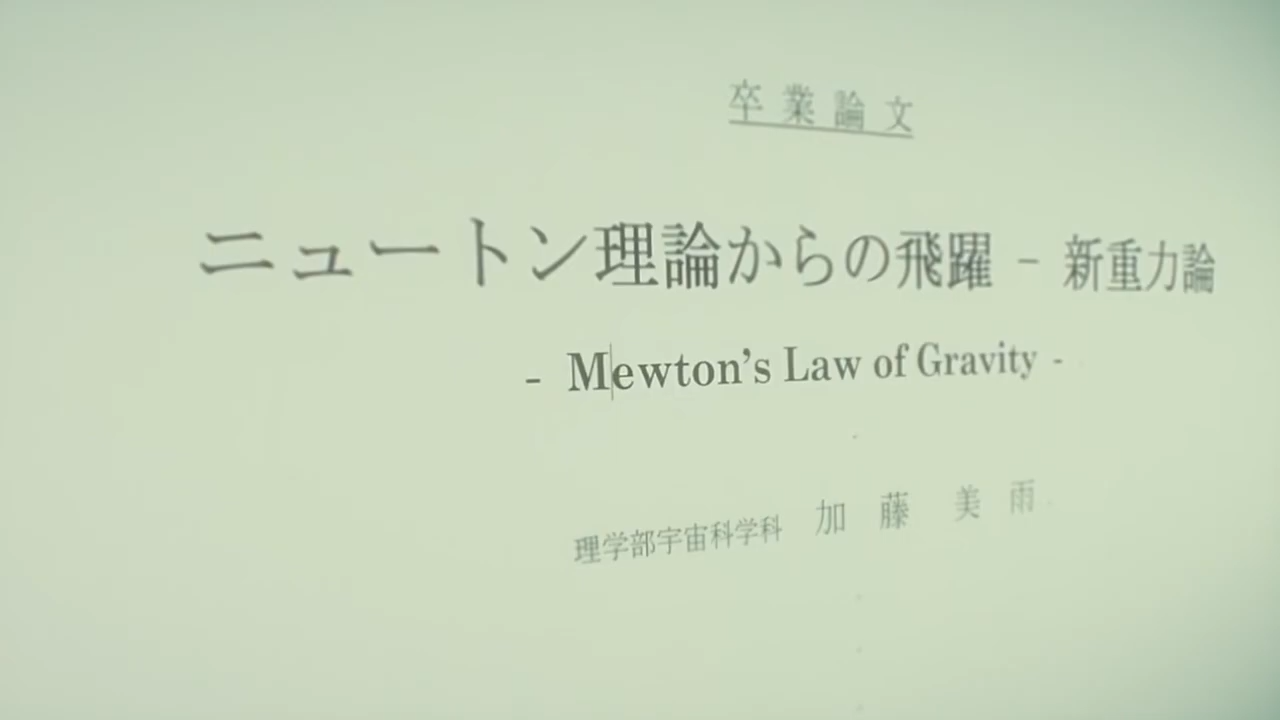 卒業論文
ニュートン理論からの飛躍 − 新重力論
- Mewton’s Law of Gravity -
理学部宇宙科学科 加藤 美雨